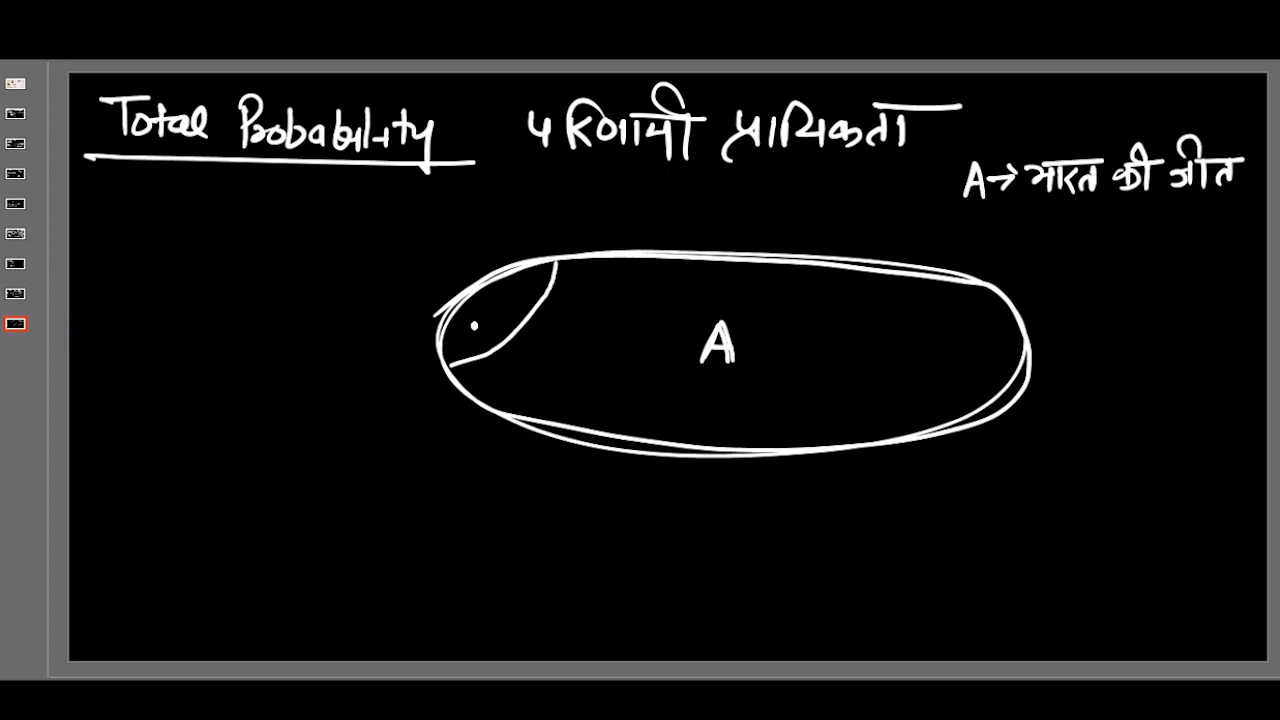 Total Probability परिणामी प्रायिकता
A → भारत की जीत
A